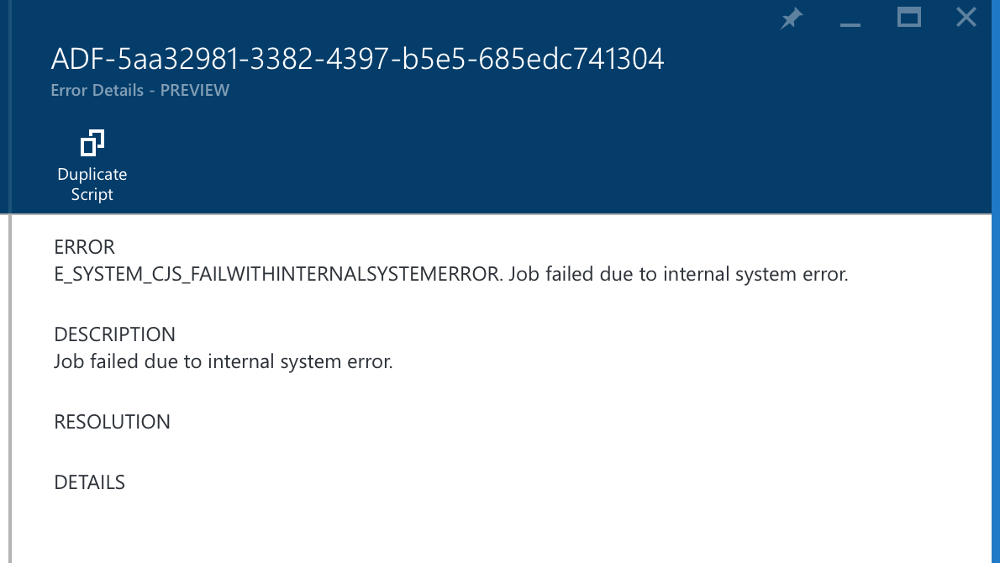 ADF-5aa32981-3382-4397-b5e5-685edc741304
Error Details - PREVIEW
Duplicate
Script
ERROR
E_SYSTEM_CJS_FAILWITHINTERNALSYSTEMERROR. Job failed due to internal system error.
DESCRIPTION
Job failed due to internal system error.
RESOLUTION
DETAILS